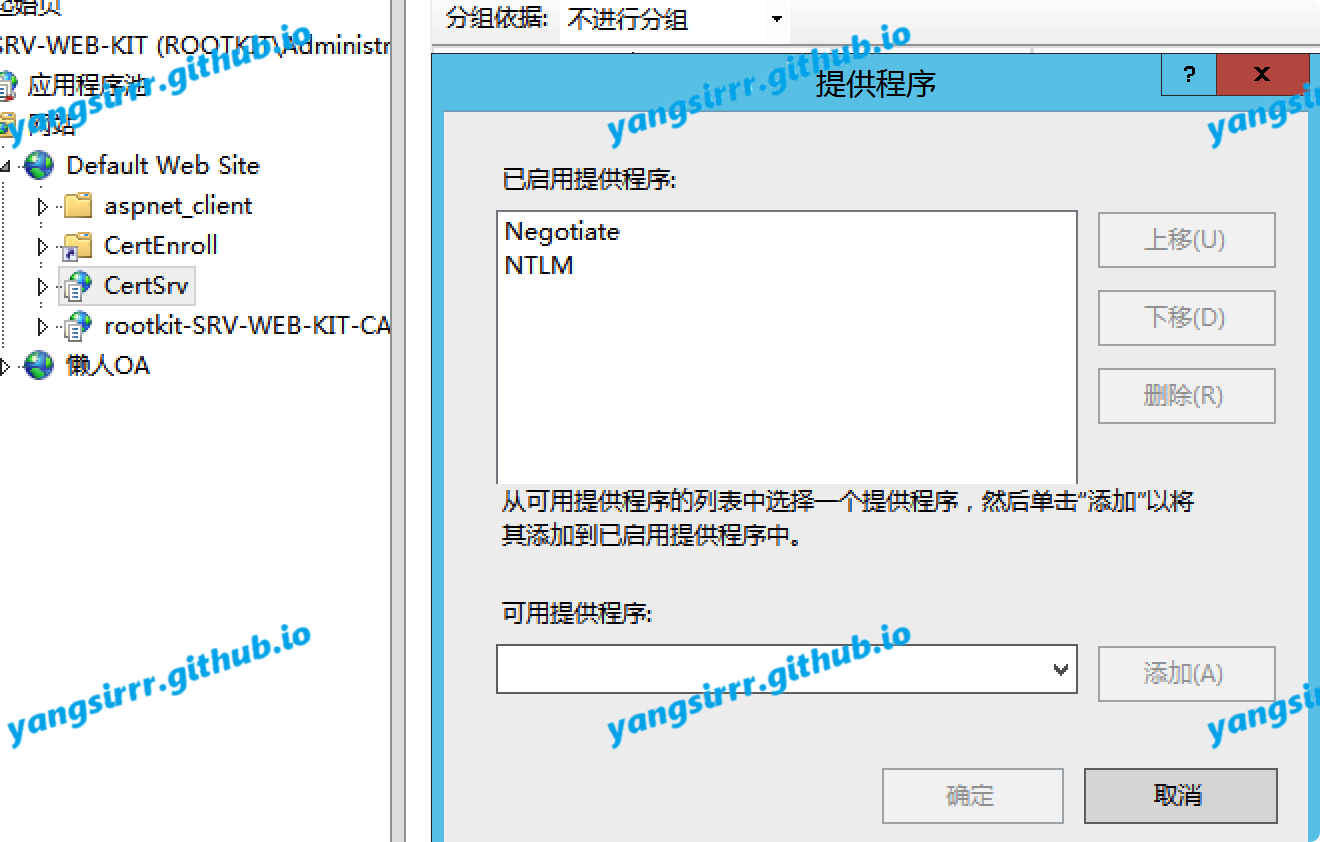 起始页
SRV-WEB-KIT (ROOTKIT\Administr
应用程序池
网站
Default Web Site
aspnet_client
CertEnroll
CertSrv
rootkit-SRV-WEB-KIT-CA
懒人OA
分组依据: 不进行分组
提供程序
? x
已启用提供程序:
Negotiate
NTLM
上移(U)
下移(D)
删除(R)
从可用提供程序的列表中选择一个提供程序，然后单击“添加”以将
其添加到已启用提供程序中。
可用提供程序:
添加(A)
确定
取消
yangsirrr.github.io
yangsirrr.github.io
yangsi
yangsirrr.github.io
yangsirrr.github.io
yangsi